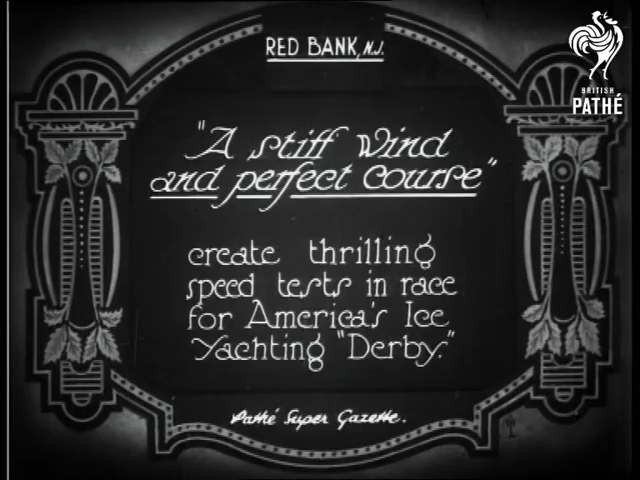 RED BANK, N.J.
BRITISH
PATHÉ
"A stiff wind
and perfect course"
create thrilling
speed tests in race
for America's Ice
Yachting "Derby."
Pathé Super Gazette.